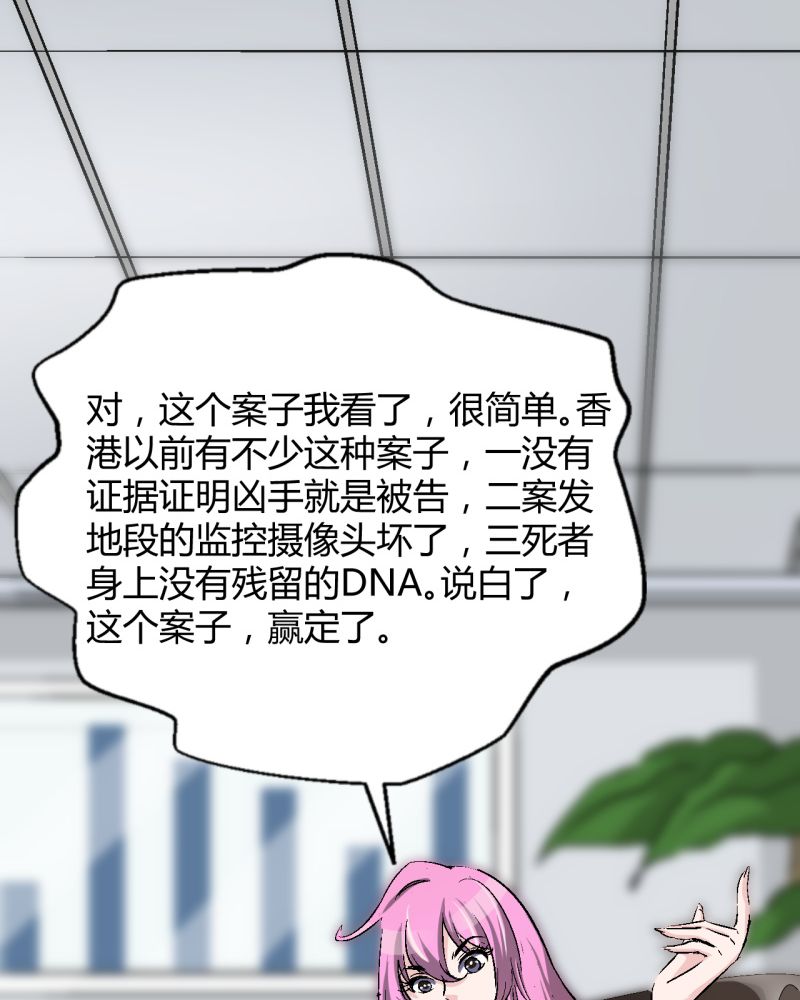 对，这个案子我看了，很简单。香
港以前有不少这种案子，一没有
证据证明凶手就是被告，二案发
地段的监控摄像头坏了，三死者
身上没有残留的DNA。说白了，
这个案子，赢定了。